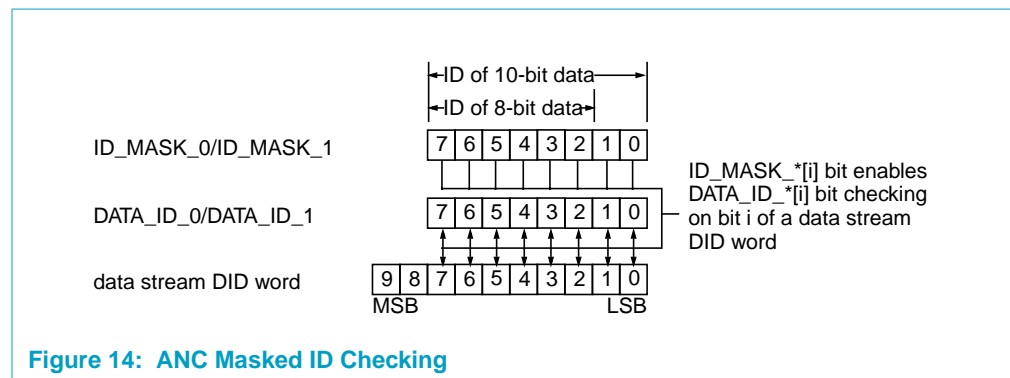 ID of 10-bit data
ID of 8-bit data
ID_MASK_0/ID_MASK_1
7 6 5 4 3 2 1 0
ID_MASK_*[i] bit enables
DATA_ID_*[i] bit checking
on bit i of a data stream
DID word
DATA_ID_0/DATA_ID_1
7 6 5 4 3 2 1 0
data stream DID word
9 8 7 6 5 4 3 2 1 0
MSB LSB
Figure 14: ANC Masked ID Checking